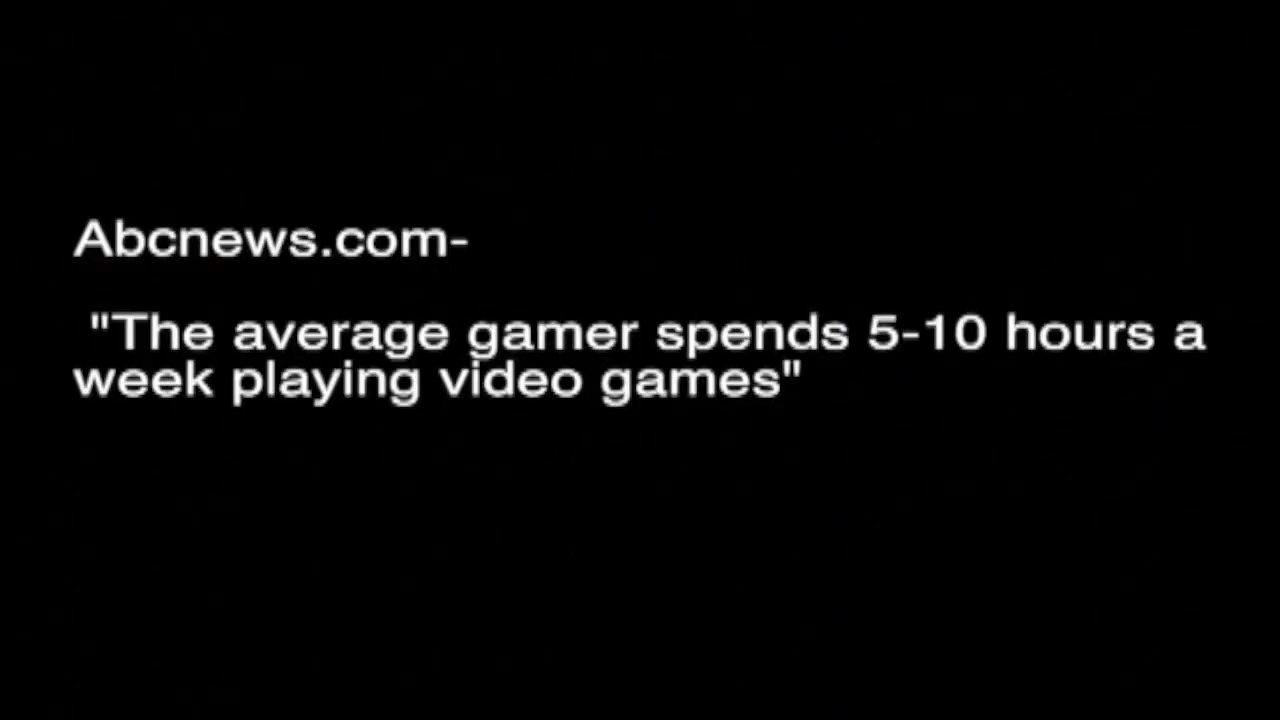 Abcnews.com-
"The average gamer spends 5-10 hours a
week playing video games"